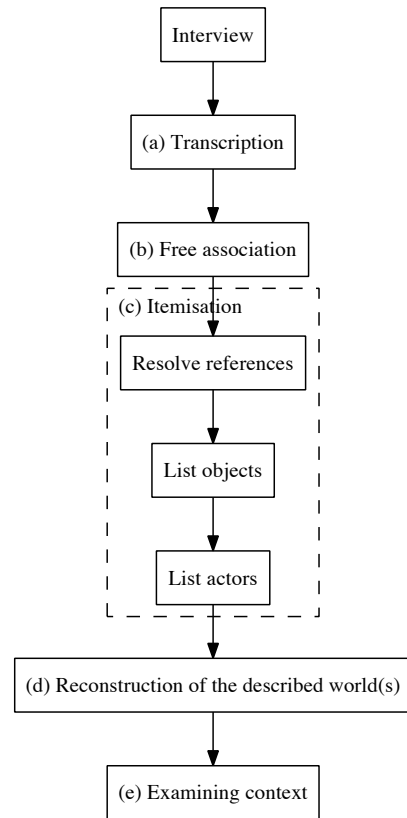 Interview
(a) Transcription
(b) Free association
(c) Itemisation
Resolve references
List objects
List actors
(d) Reconstruction of the described world(s)
(e) Examining context